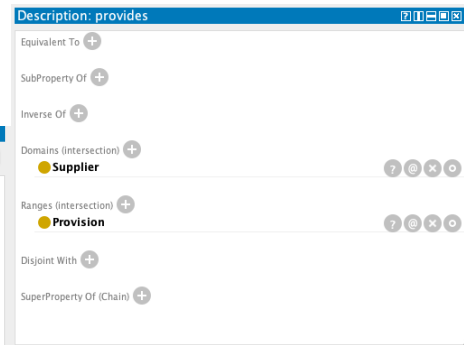 Description: provides
Equivalent To
SubProperty Of
Inverse Of
Domains (intersection)
Supplier
Ranges (intersection)
Provision
Disjoint With
SuperProperty Of (Chain)